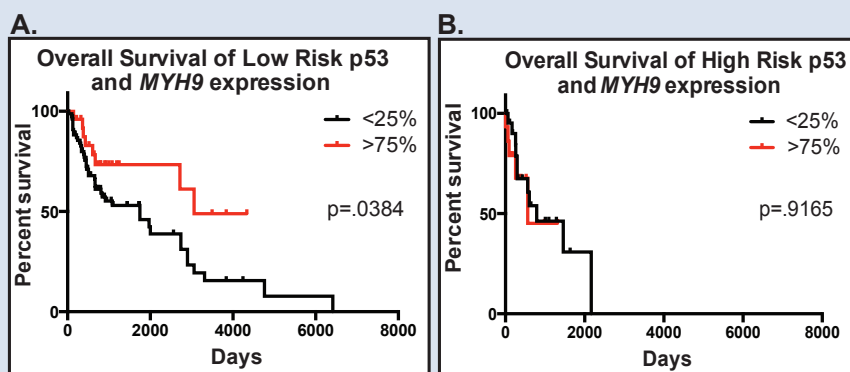 A.
Overall Survival of Low Risk p53
and MYH9 expression
Percent survival
100
50
0
<25%
>75%
p=.0384
0 2000 4000 6000 8000
Days
B.
Overall Survival of High Risk p53
and MYH9 expression
Percent survival
100
50
0
<25%
>75%
p=.9165
0 2000 4000 6000 8000
Days